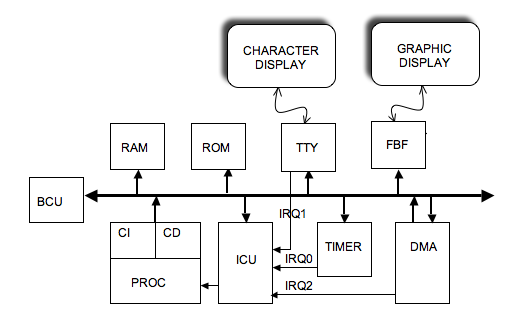 CHARACTER
DISPLAY
GRAPHIC
DISPLAY
RAM
ROM
TTY
FBF
BCU
IRQ1
CI
CD
PROC
ICU
IRQ0
IRQ2
TIMER
DMA